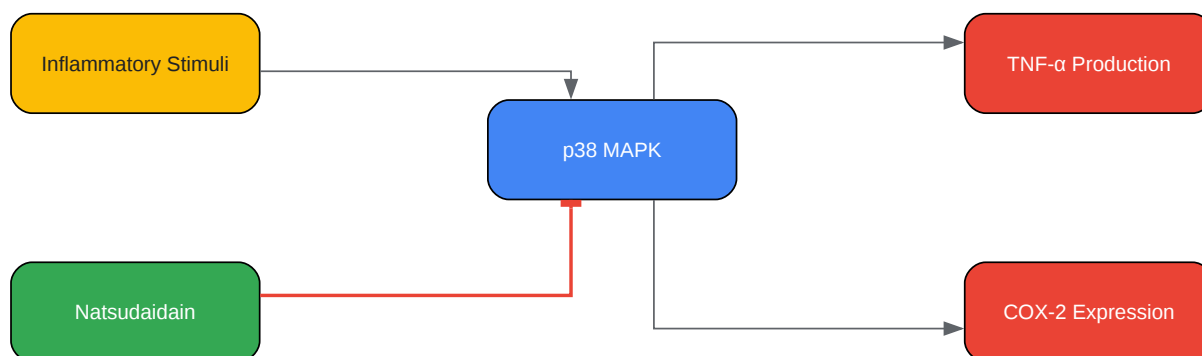 Inflammatory Stimuli
TNF-α Production
p38 MAPK
Natsudaidain
COX-2 Expression